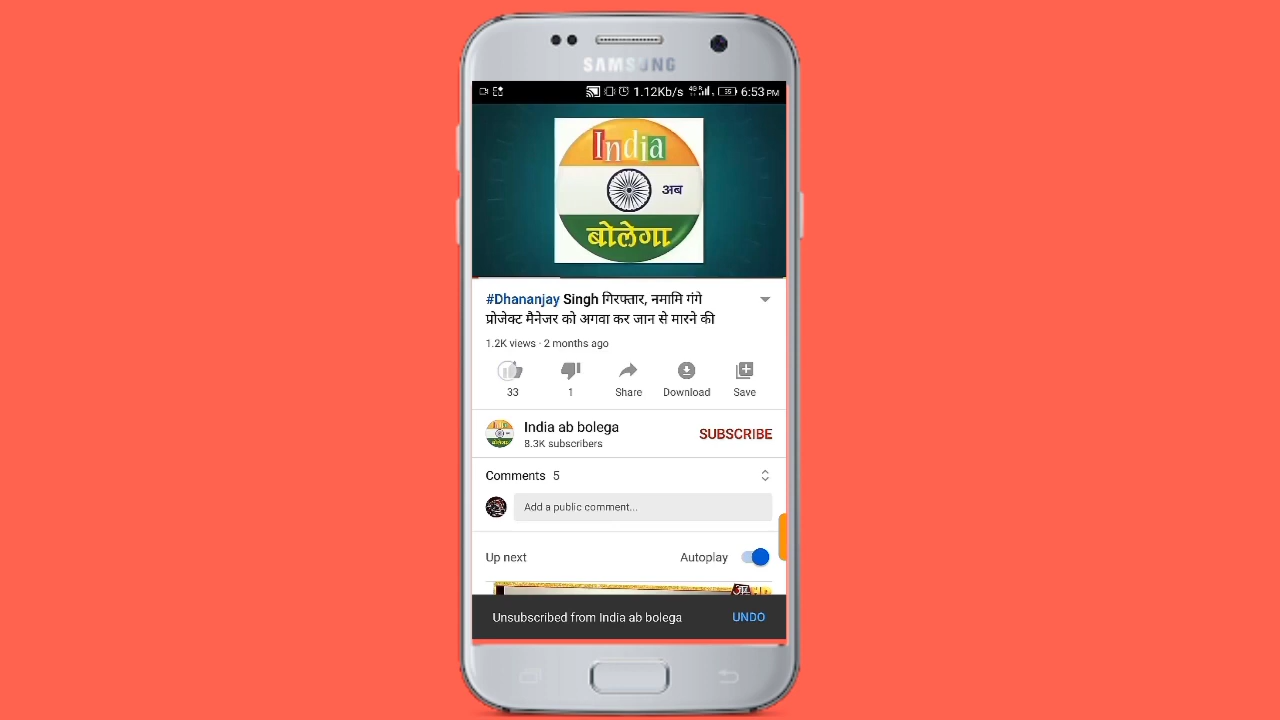 SAMSUNG
1.12Kb/s 4G R 35 6:53 PM
India
अब
बोलेगा
#Dhananjay Singh गिरफ्तार, नमामि गंगे
प्रोजेक्ट मैनेजर को अगवा कर जान से मारने की
1.2K views · 2 months ago
33 1 Share Download Save
India ab bolega SUBSCRIBE
8.3K subscribers
Comments 5
Add a public comment...
Up next Autoplay
Unsubscribed from India ab bolega UNDO